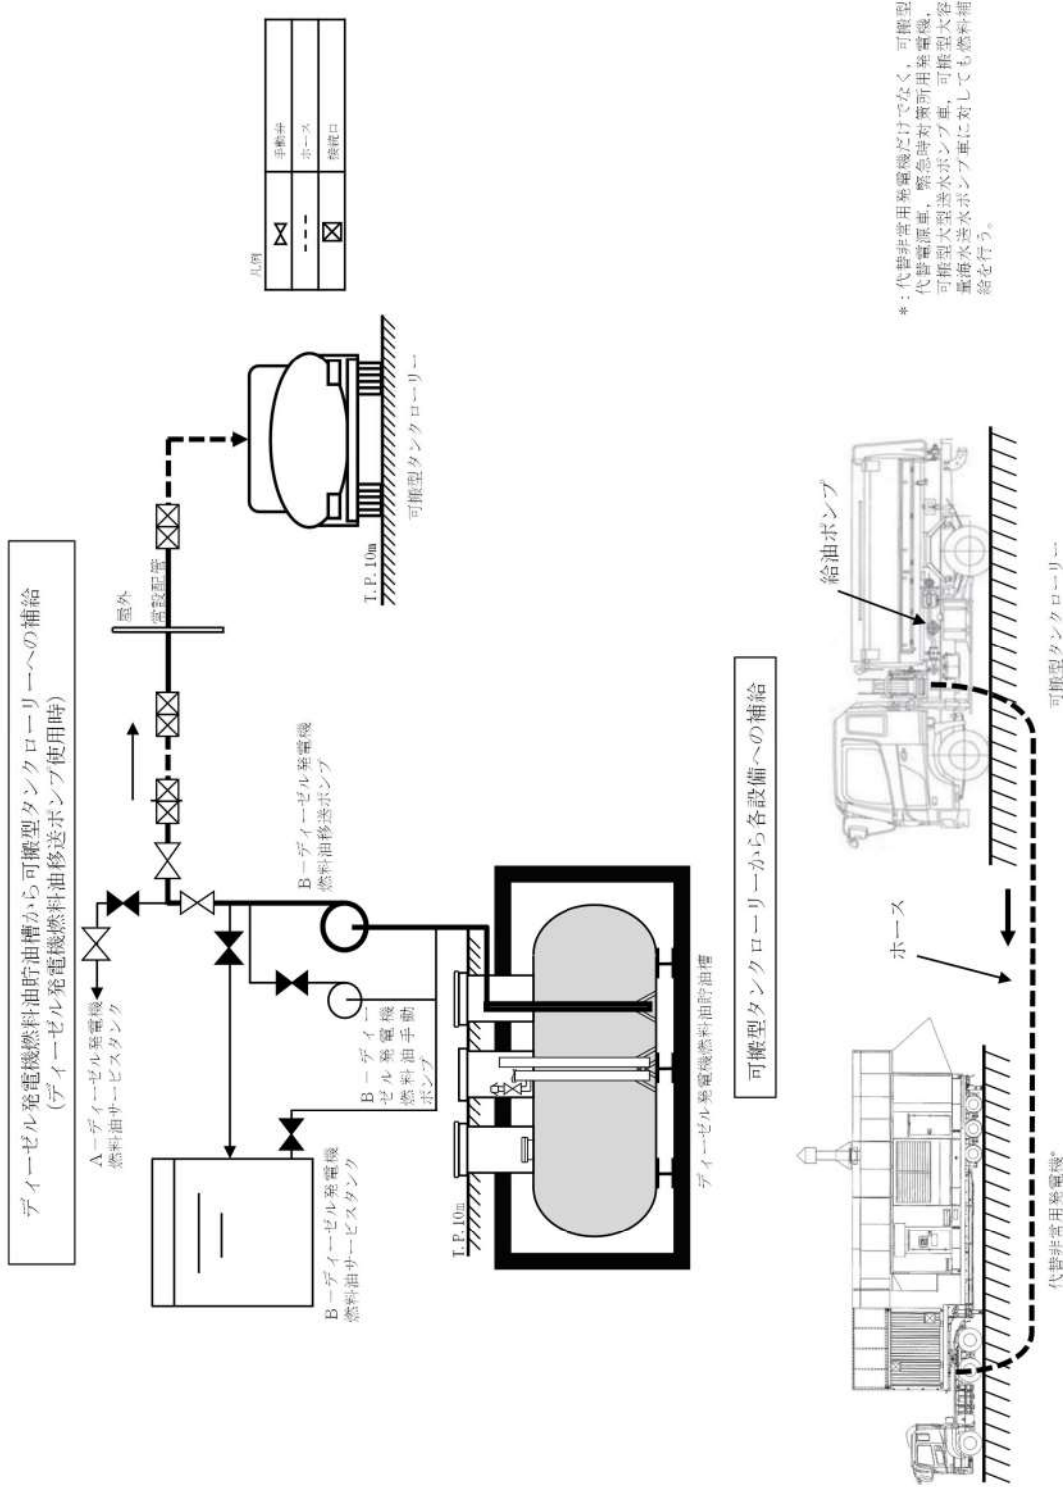 ディーゼル発電機燃料油貯油槽から可搬型タンクローリーへの補給
(ディーゼル発電機燃料油移送ポンプ使用時)
A－ディーゼル発電機
燃料油サービスタンク
屋外
常設配管
凡例
手動弁
ホース
接続口
B－ディーゼル発電機
燃料油移送ポンプ
T.P.10m
可搬型タンクローリー
B－ディー
ゼル発電機
燃料油手動
ポンプ
B－ディーゼル発電機
燃料油サービスタンク
T.P.10m
ディーゼル発電機燃料油貯油槽
可搬型タンクローリーから各設備への補給
給油ポンプ
ホース
代替非常用発電機*
可搬型タンクローリー
*：代替非常用発電機だけでなく，可搬型
代替電源車，緊急時対策所用発電機，
可搬型大型送水ポンプ車，可搬型大容
量海水送水ポンプ車に対しても燃料補
給を行う。